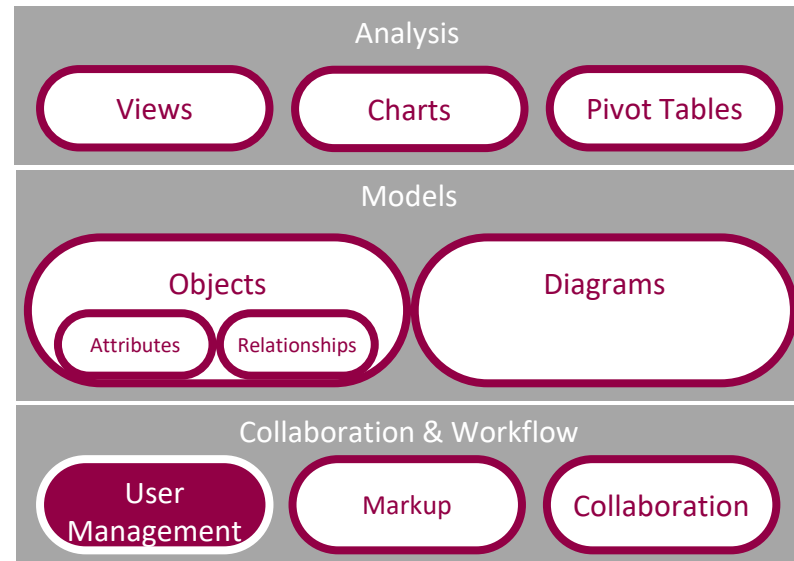 Analysis
Views
Charts
Pivot Tables
Models
Objects
Diagrams
Attributes
Relationships
Collaboration & Workflow
User
Management
Markup
Collaboration